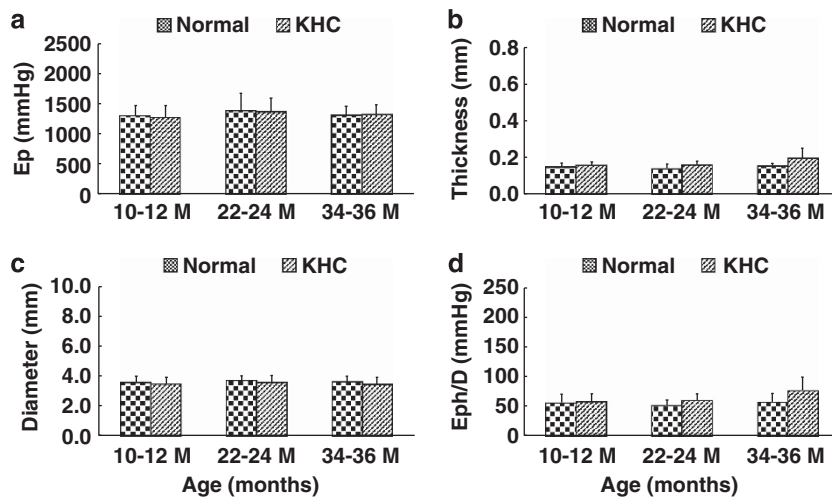 a
Normal KHC
Ep (mmHg)
2500
2000
1500
1000
500
0
10-12 M 22-24 M 34-36 M
b
Normal KHC
Thickness (mm)
0.8
0.6
0.4
0.2
0.0
10-12 M 22-24 M 34-36 M
c
Normal KHC
Diameter (mm)
10.0
8.0
6.0
4.0
2.0
0.0
10-12 M 22-24 M 34-36 M
Age (months)
d
Normal KHC
Eph/D (mmHg)
250
200
150
100
50
0
10-12 M 22-24 M 34-36 M
Age (months)